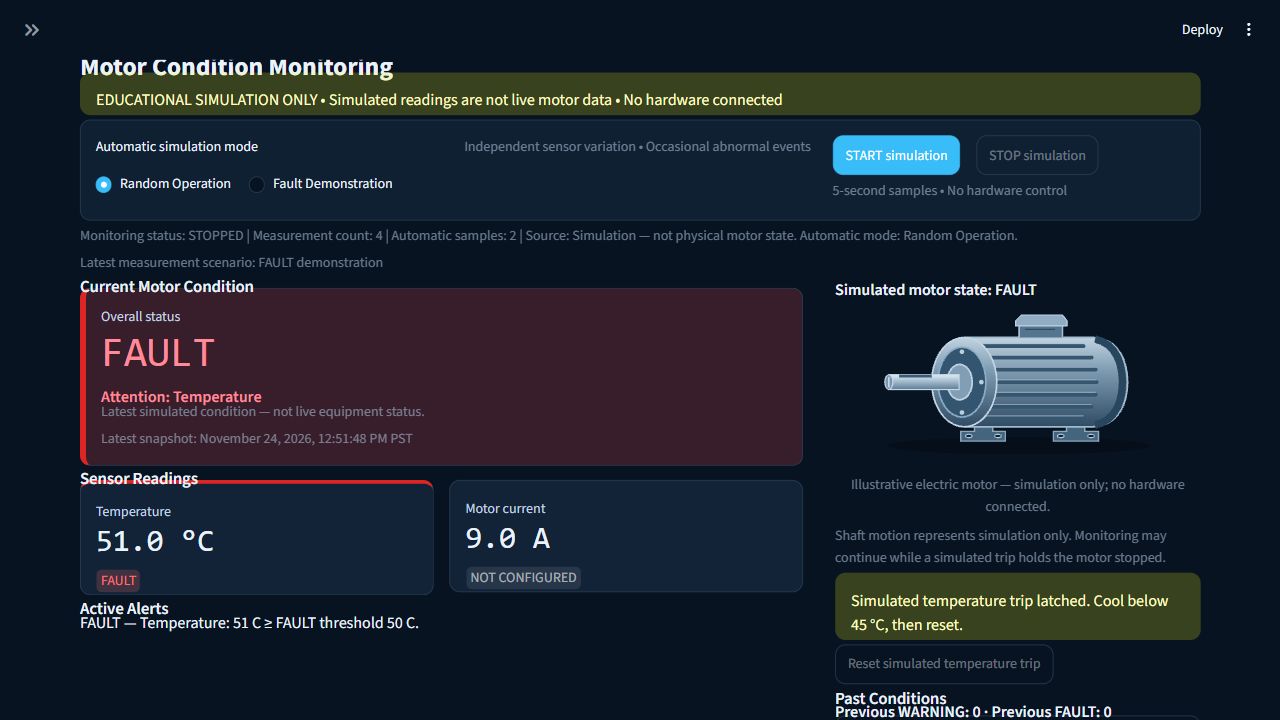 Deploy
Motor Condition Monitoring
EDUCATIONAL SIMULATION ONLY • Simulated readings are not live motor data • No hardware connected
Automatic simulation mode
Independent sensor variation • Occasional abnormal events
START simulation
STOP simulation
Random Operation
Fault Demonstration
5-second samples • No hardware control
Monitoring status: STOPPED | Measurement count: 4 | Automatic samples: 2 | Source: Simulation — not physical motor state. Automatic mode: Random Operation.
Latest measurement scenario: FAULT demonstration
Current Motor Condition
Overall status
FAULT
Attention: Temperature
Latest simulated condition — not live equipment status.
Latest snapshot: November 24, 2026, 12:51:48 PM PST
Sensor Readings
Temperature
51.0 °C
FAULT
Motor current
9.0 A
NOT CONFIGURED
Active Alerts
FAULT — Temperature: 51 C ≥ FAULT threshold 50 C.
Simulated motor state: FAULT
Illustrative electric motor — simulation only; no hardware
connected.
Shaft motion represents simulation only. Monitoring may
continue while a simulated trip holds the motor stopped.
Simulated temperature trip latched. Cool below
45 °C, then reset.
Reset simulated temperature trip
Past Conditions
Previous WARNING: 0 · Previous FAULT: 0